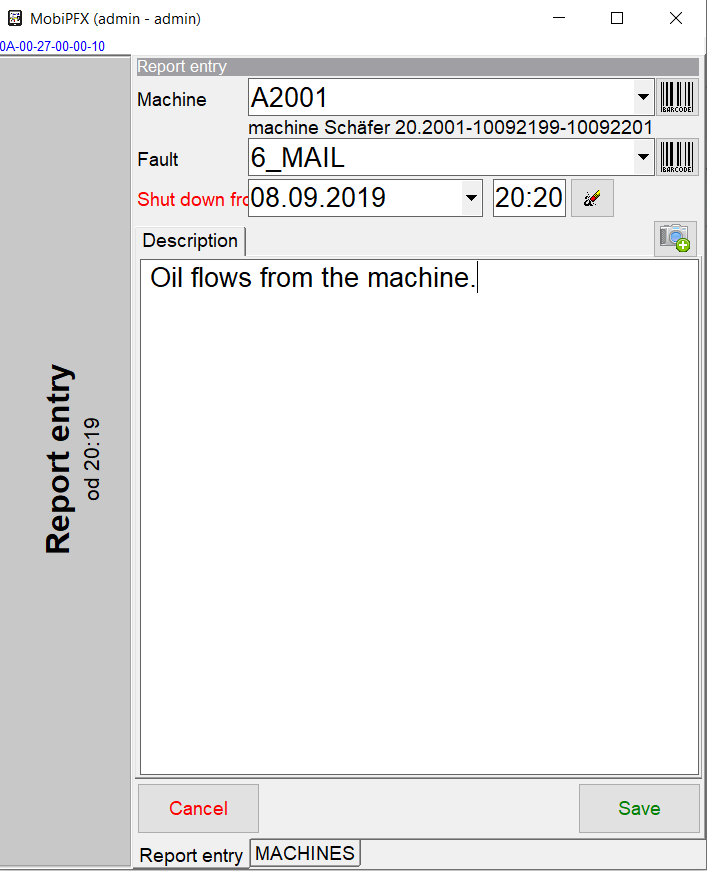 MobiPFX (admin - admin)
0A-00-27-00-00-10
Report entry
Machine A2001 BARCODE
machine Schäfer 20.2001-10092199-10092201
Fault 6_MAIL BARCODE
Shut down fro 08.09.2019 20:20
Description
Oil flows from the machine.
Report entry
od 20:19
Cancel Save
Report entry MACHINES